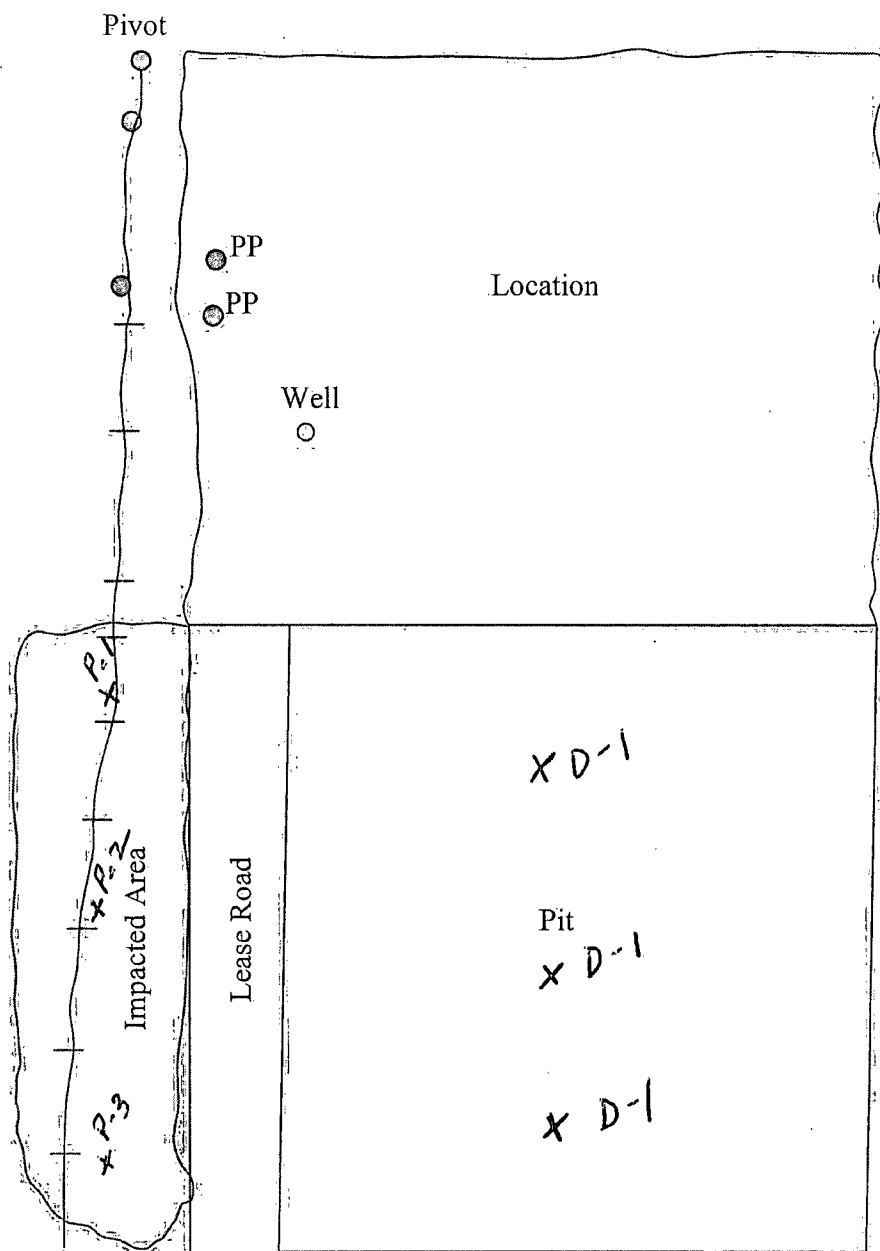 Pivot
PP
Location
PP
Well
P-1
X
X D-1
X P-2
Impacted Area
Lease Road
Pit
X D-1
X P-3
X D-1